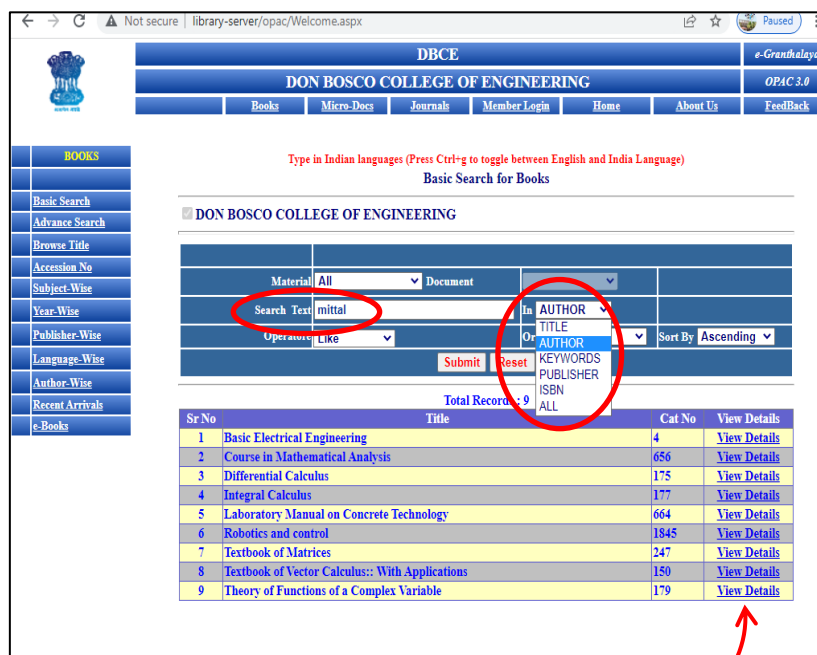 Not secure | library-server/opac/Welcome.aspx Paused
DBCE e-Granthalaya
DON BOSCO COLLEGE OF ENGINEERING OPAC 3.0
Books Micro-Docs Journals Member Login Home About Us FeedBack
BOOKS
Basic Search
Advance Search
Browse Title
Accession No
Subject-Wise
Year-Wise
Publisher-Wise
Language-Wise
Author-Wise
Recent Arrivals
e-Books
Type in Indian languages (Press Ctrl+g to toggle between English and India Language)
Basic Search for Books
DON BOSCO COLLEGE OF ENGINEERING
Material All Document
Search Text mittal In AUTHOR
Operators Like Sort By Ascending
TITLE
AUTHOR
KEYWORDS
PUBLISHER
ISBN
ALL
Submit Reset
Total Records : 9
Sr No Title Cat No View Details
1 Basic Electrical Engineering 4 View Details
2 Course in Mathematical Analysis 656 View Details
3 Differential Calculus 175 View Details
4 Integral Calculus 177 View Details
5 Laboratory Manual on Concrete Technology 664 View Details
6 Robotics and control 1845 View Details
7 Textbook of Matrices 247 View Details
8 Textbook of Vector Calculus:: With Applications 150 View Details
9 Theory of Functions of a Complex Variable 179 View Details